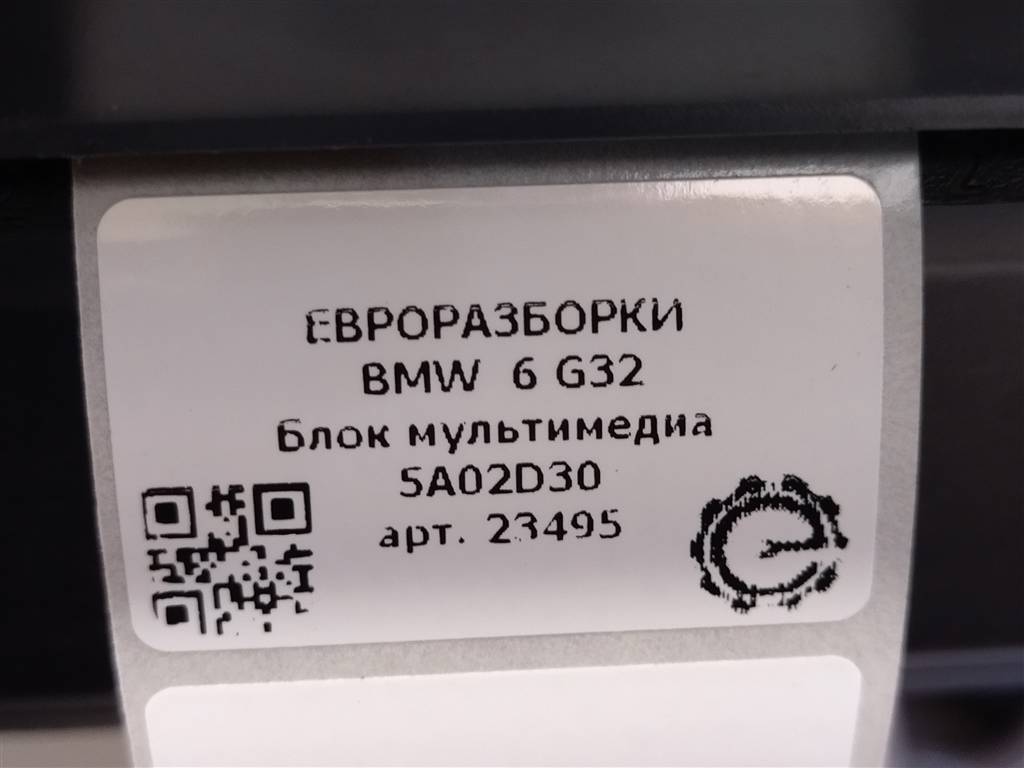 ЕВРОРАЗБОРКИ
BMW 6 G32
Блок мультимедиа
5A02D30
арт. 23495